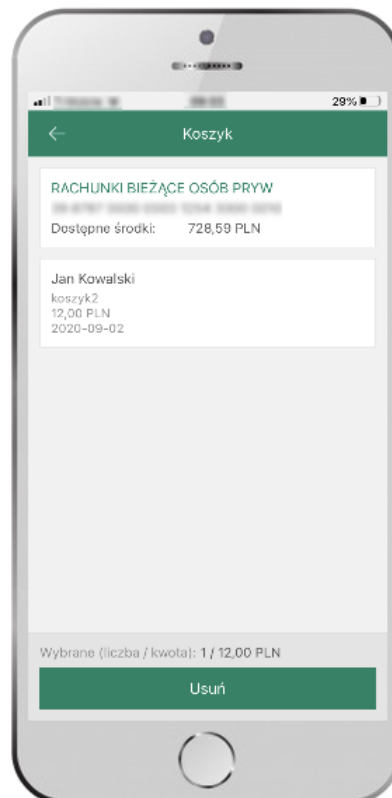 29%
Koszyk
RACHUNKI BIEŻĄCE OSÓB PRYW
Dostępne środki: 728,59 PLN
Jan Kowalski
koszyk2
12,00 PLN
2020-09-02
Wybrane (liczba / kwota): 1 / 12,00 PLN
Usuń